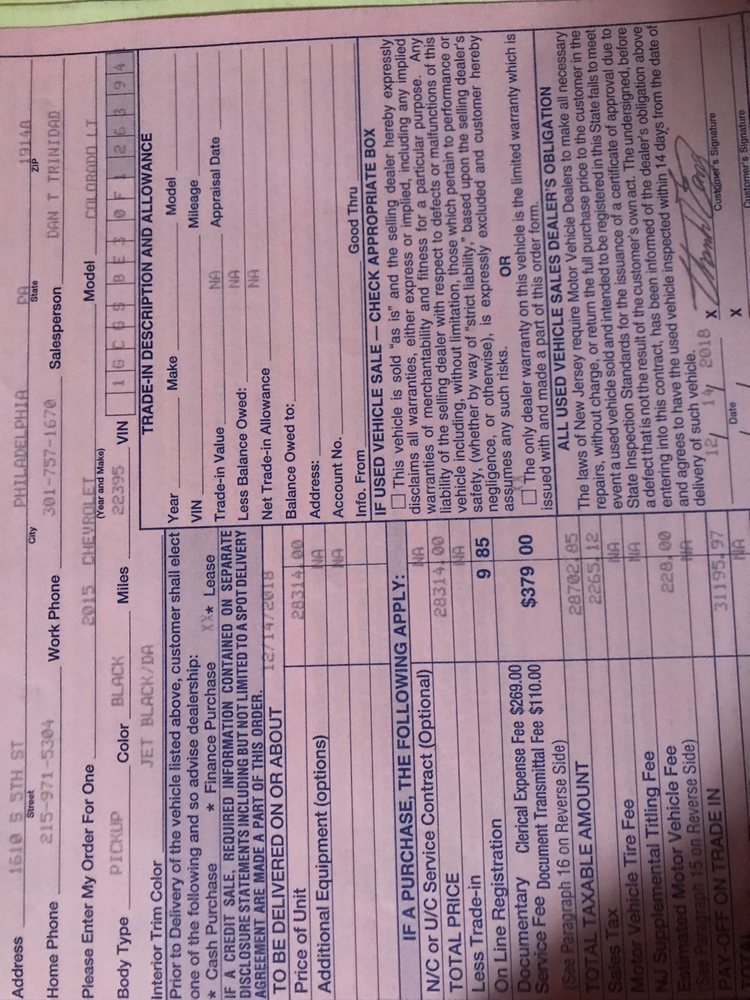 Address 1610 S 5TH ST PHILADELPHIA PA 19148
Street City State ZIP
Home Phone 215-971-5304 Work Phone 301-757-1670 Salesperson DAN T TRINIDAD
Please Enter My Order For One 2015 CHEVROLET Model COLORADO LT
(Year and Make)
Body Type PICKUP Color BLACK Miles 22395 VIN 1GCGSBE30F126394
Interior Trim Color JET BLACK/DA
Prior to Delivery of the vehicle listed above, customer shall elect
one of the following and so advise dealership:
* Cash Purchase * Finance Purchase XX* Lease
IF A CREDIT SALE, REQUIRED INFORMATION CONTAINED ON SEPARATE
DISCLOSURE STATEMENTS INCLUDING BUT NOT LIMITED TO A SPOT DELIVERY
AGREEMENT ARE MADE A PART OF THIS ORDER.
TO BE DELIVERED ON OR ABOUT 12/14/2018
Price of Unit 28314.00
Additional Equipment (options) NA
NA
IF A PURCHASE, THE FOLLOWING APPLY:
N/C or U/C Service Contract (Optional) NA
TOTAL PRICE 28314.00
Less Trade-in NA
On Line Registration 9 85
Documentary Clerical Expense Fee $269.00
Service Fee Document Transmittal Fee $110.00 $379 00
(See Paragraph 16 on Reverse Side)
TOTAL TAXABLE AMOUNT 28702.85
Sales Tax 2265.12
Motor Vehicle Tire Fee NA
NJ Supplemental Titling Fee NA
Estimated Motor Vehicle Fee 228.00
(See Paragraph 15 on Reverse Side)
PAY OFF ON TRADE IN NA
31195.97
TRADE-IN DESCRIPTION AND ALLOWANCE
Year Make Model
VIN Mileage
Trade-in Value NA Appraisal Date
Less Balance Owed: NA
Net Trade-in Allowance NA
Balance Owed to:
Address:
Account No.
Info. From Good Thru
IF USED VEHICLE SALE — CHECK APPROPRIATE BOX
☐ This vehicle is sold "as is" and the selling dealer hereby expressly
disclaims all warranties, either express or implied, including any implied
warranties of merchantability and fitness for a particular purpose. Any
liability of the selling dealer with respect to defects or malfunctions of this
vehicle including, without limitation, those which pertain to performance or
safety, (whether by way of "strict liability," based upon the selling dealer's
negligence, or otherwise), is expressly excluded and customer hereby
assumes any such risks.
OR
☐ The only dealer warranty on this vehicle is the limited warranty which is
issued with and made a part of this order form.
ALL USED VEHICLE SALES DEALER'S OBLIGATION
The laws of New Jersey require Motor Vehicle Dealers to make all necessary
repairs, without charge, or return the full purchase price to the customer in the
event a used vehicle sold and intended to be registered in this State fails to meet
State Inspection Standards for the issuance of a certificate of approval due to
a defect that is not the result of the customer's own act. The undersigned, before
entering into this contract, has been informed of the dealer's obligation above
and agrees to have the used vehicle inspected within 14 days from the date of
delivery of such vehicle.
12/ 14/ 2018 X
Customer's Signature
Date X
Customer's Signature